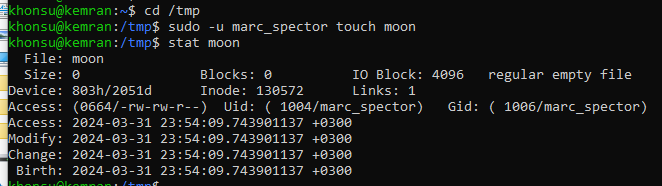 khonsu@kemran:~$ cd /tmp
khonsu@kemran:/tmp$ sudo -u marc_spector touch moon
khonsu@kemran:/tmp$ stat moon
  File: moon
  Size: 0               Blocks: 0          IO Block: 4096   regular empty file
Device: 803h/2051d      Inode: 130572      Links: 1
Access: (0664/-rw-rw-r--)  Uid: ( 1004/marc_spector)   Gid: ( 1006/marc_spector)
Access: 2024-03-31 23:54:09.743901137 +0300
Modify: 2024-03-31 23:54:09.743901137 +0300
Change: 2024-03-31 23:54:09.743901137 +0300
 Birth: 2024-03-31 23:54:09.743901137 +0300
khonsu@kemran:/tmp$